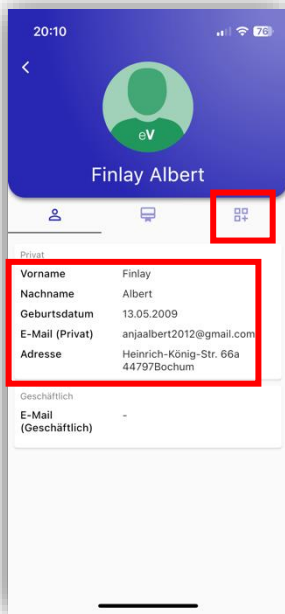 20:10
76
eV
Finlay Albert
Privat
Vorname Finlay
Nachname Albert
Geburtsdatum 13.05.2009
E-Mail (Privat) anjaalbert2012@gmail.com
Adresse Heinrich-König-Str. 66a
44797Bochum
Geschäftlich
E-Mail -
(Geschäftlich)